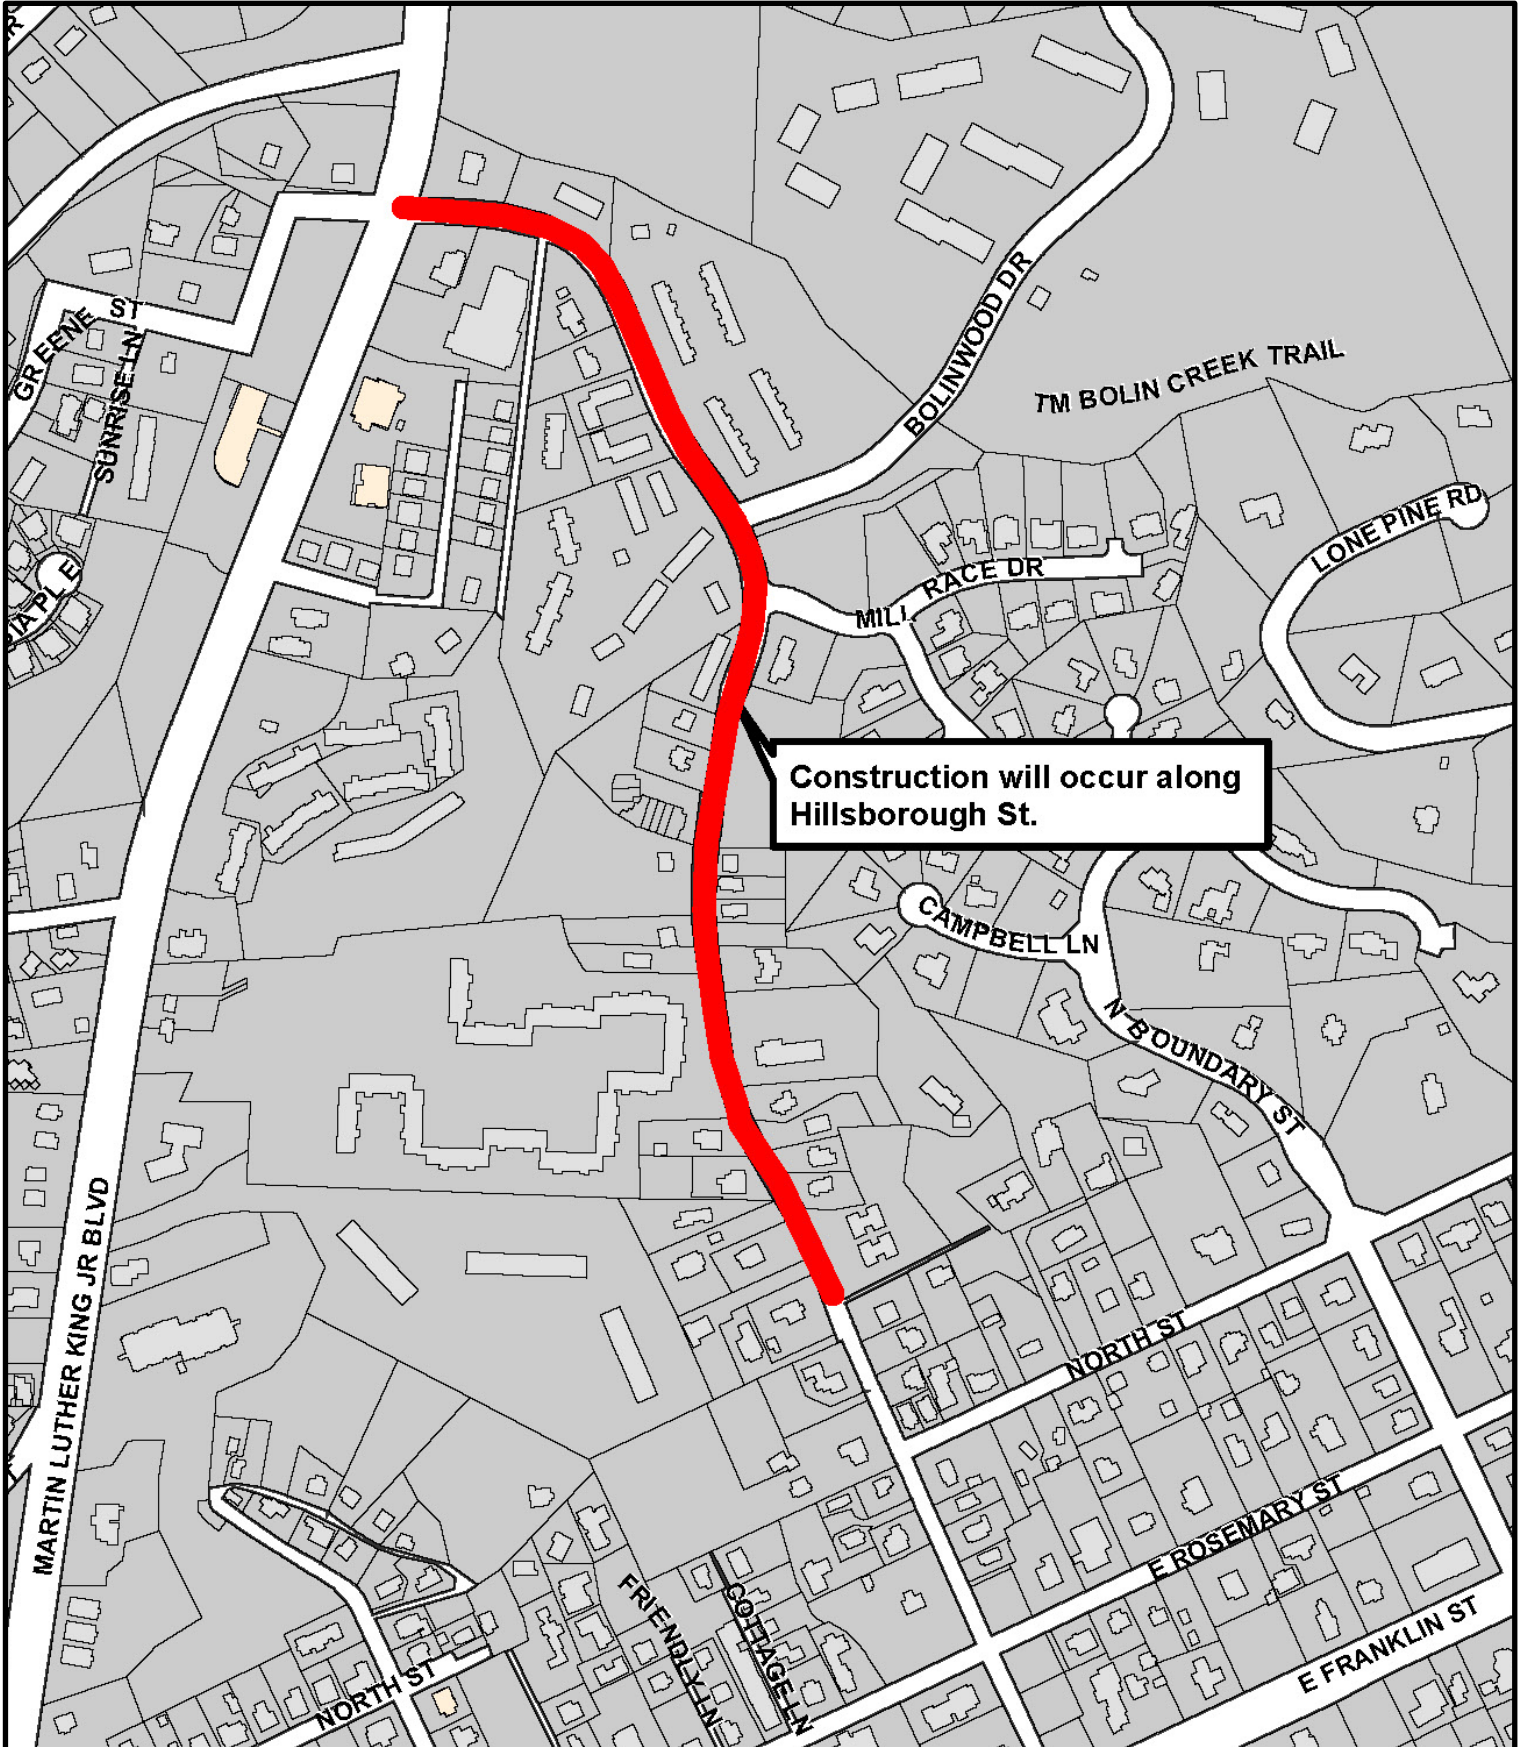 BOLINWOOD DR
GREENE ST
SUNRISE LN
TM BOLIN CREEK TRAIL
LONE PINE RD
MILL RACE DR
Construction will occur along
Hillsborough St.
CAMPBELL LN
N BOUNDARY ST
MARTIN LUTHER KING JR BLVD
NORTH ST
E ROSEMARY ST
FRIENDLY LN
COTTAGE LN
E FRANKLIN ST
NORTH ST